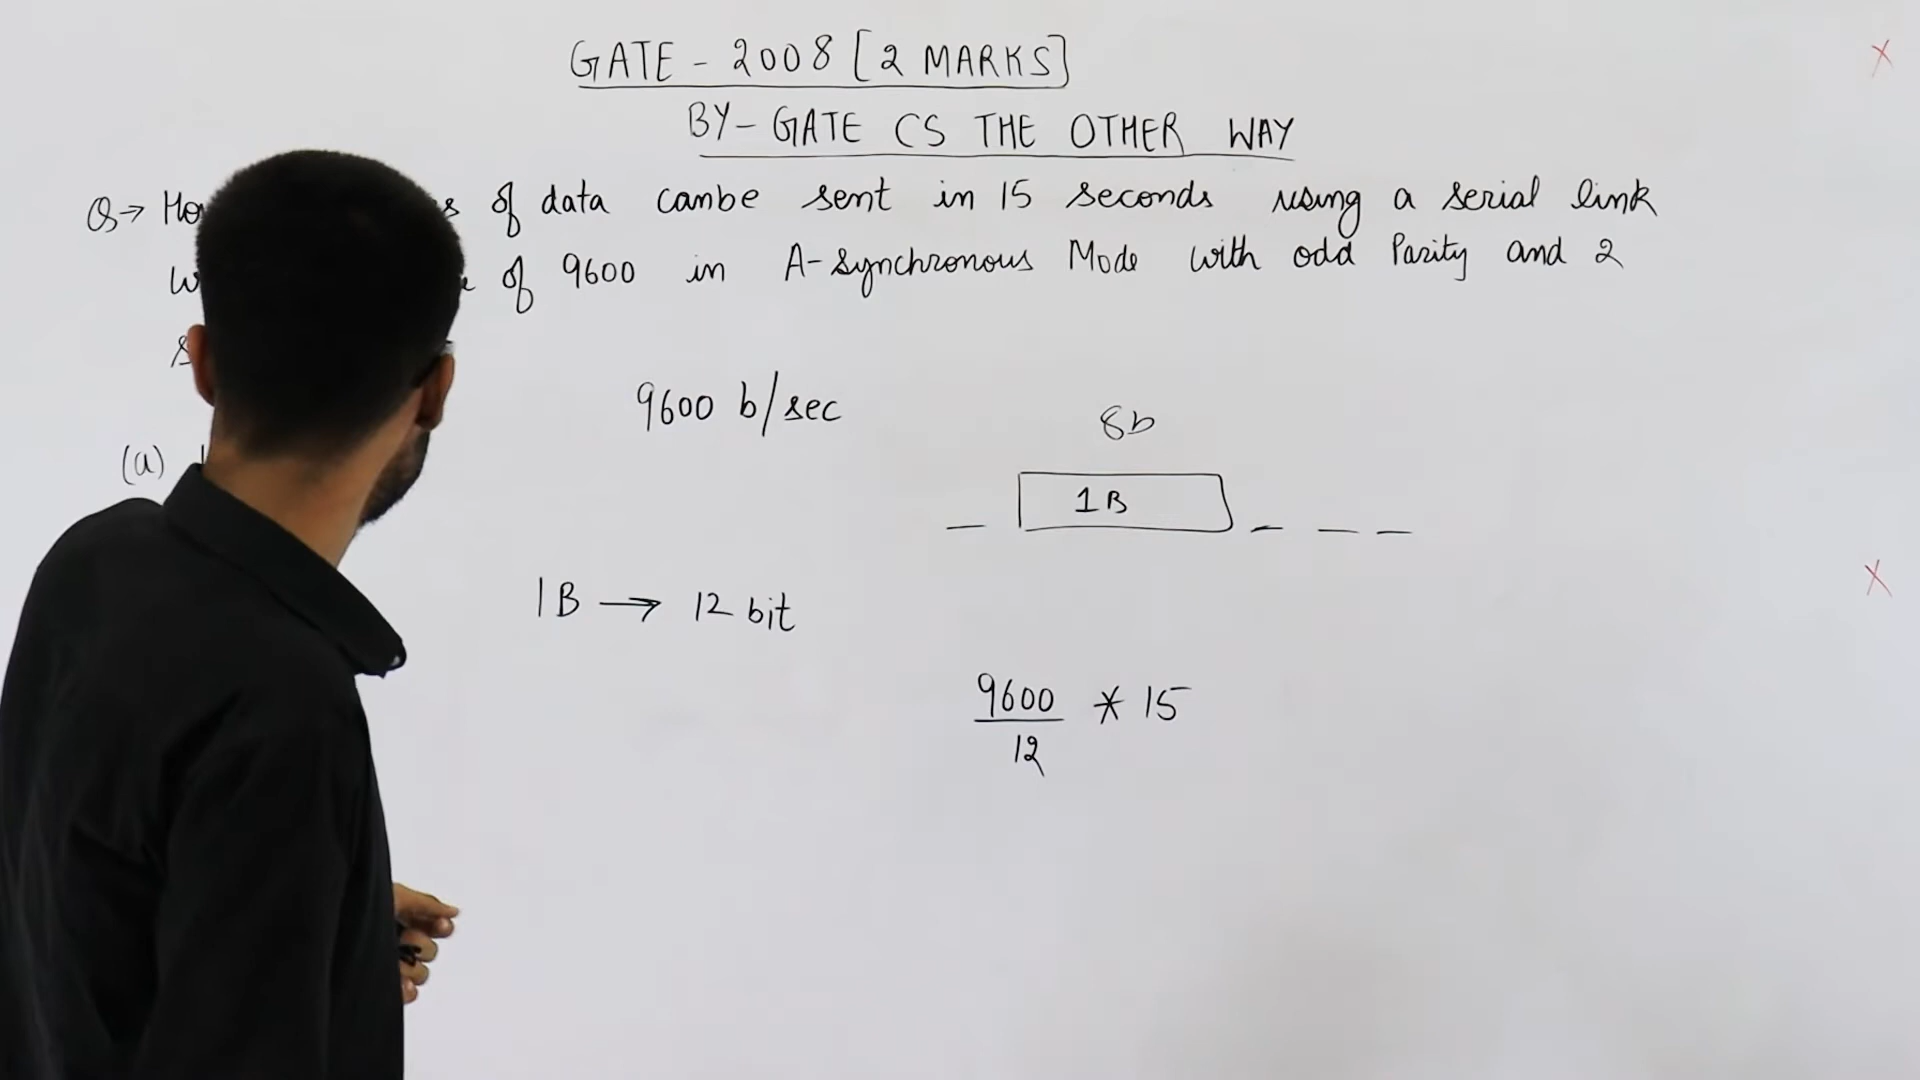 GATE - 2008 [2 MARKS]
BY- GATE CS THE OTHER WAY
Q→ of data can be sent in 15 seconds using a serial link
of 9600 in A-synchronous Mode with odd Parity and 2
9600 b/sec
8b
(a)
1B
1B → 12 bit
9600 * 15
12